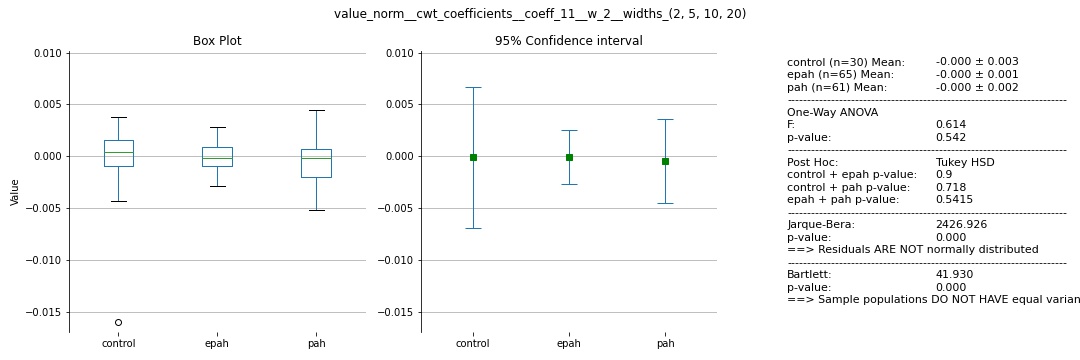 value_norm__cwt_coefficients__coeff_11__w_2__widths_(2, 5, 10, 20)
Box Plot
0.010
0.005
0.000
−0.005
−0.010
−0.015
Value
control epah pah
95% Confidence interval
0.010
0.005
0.000
−0.005
−0.010
−0.015
control epah pah
control (n=30) Mean: -0.000 ± 0.003
epah (n=65) Mean: -0.000 ± 0.001
pah (n=61) Mean: -0.000 ± 0.002
One-Way ANOVA
F: 0.614
p-value: 0.542
Post Hoc: Tukey HSD
control + epah p-value: 0.9
control + pah p-value: 0.718
epah + pah p-value: 0.5415
Jarque-Bera: 2426.926
p-value: 0.000
==> Residuals ARE NOT normally distributed
Bartlett: 41.930
p-value: 0.000
==> Sample populations DO NOT HAVE equal varian